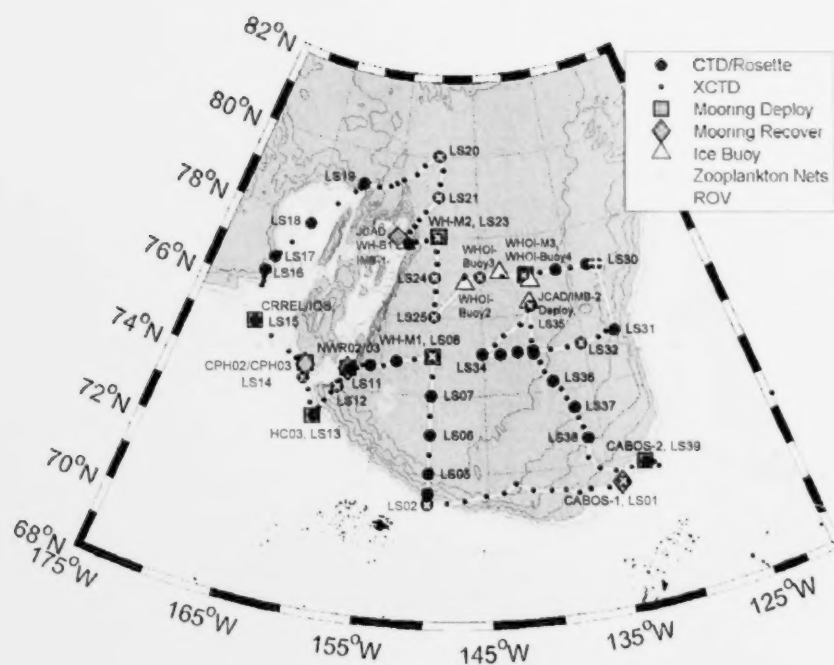 82°N
80°N
78°N
76°N
74°N
72°N
70°N
68°N
175°W
165°W
155°W
145°W
135°W
125°W
CTD/Rosette
XCTD
Mooring Deploy
Mooring Recover
Ice Buoy
Zooplankton Nets
ROV
LS20
LS19
LS21
LS18
JCAD
WH-M2, LS23
LS17
LS16
LS24
WHOI-
Buoy3
WHOI-M3,
WHOI-Buoy4
LS30
WHOI-
Buoy2
JCAD/IMB-2
Deploy,
LS35
LS25
CRREL/IOS,
LS15
LS31
LS32
NWR02/03
WH-M1, LS08
LS34
CPH02/CPH03
LS14
LS11
LS12
LS07
LS36
LS37
HC03, LS13
LS06
LS38
CABOS-2, LS39
LS05
LS02
CABOS-1, LS01